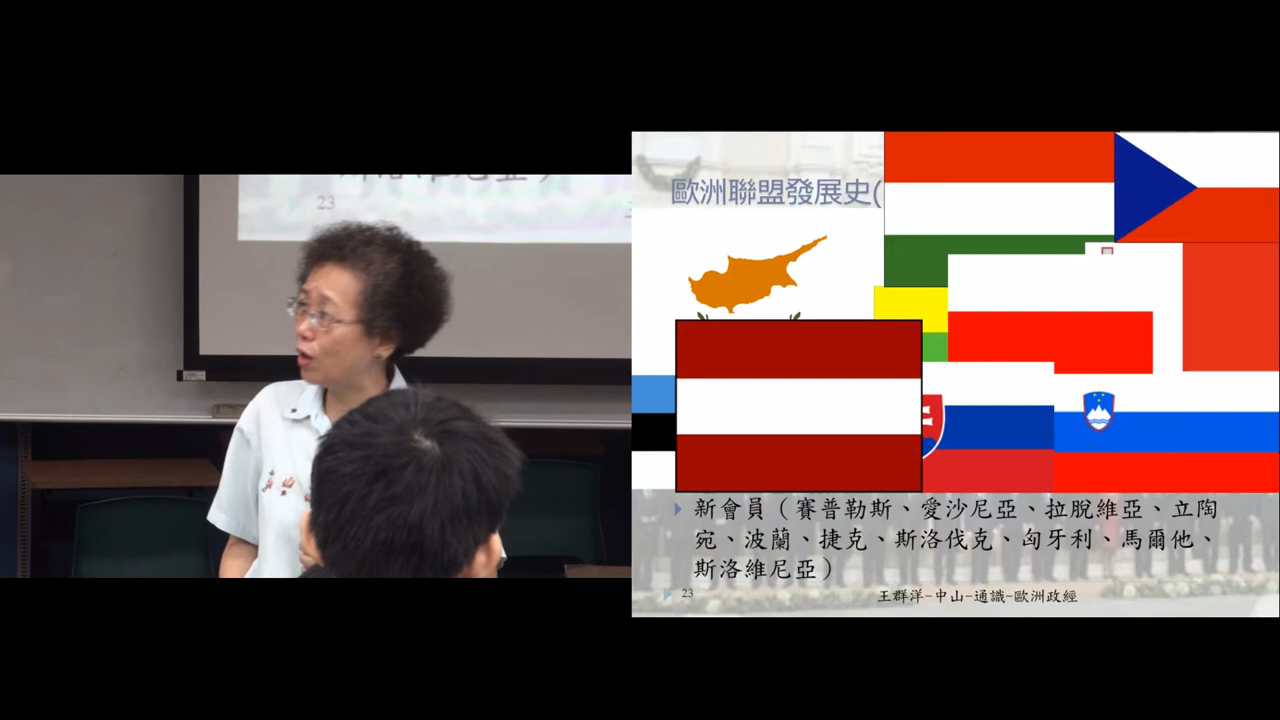 23
歐洲聯盟發展史(
新會員（賽普勒斯、愛沙尼亞、拉脫維亞、立陶
宛、波蘭、捷克、斯洛伐克、匈牙利、馬爾他、
斯洛維尼亞）
23
王群洋-中山-通識-歐洲政經